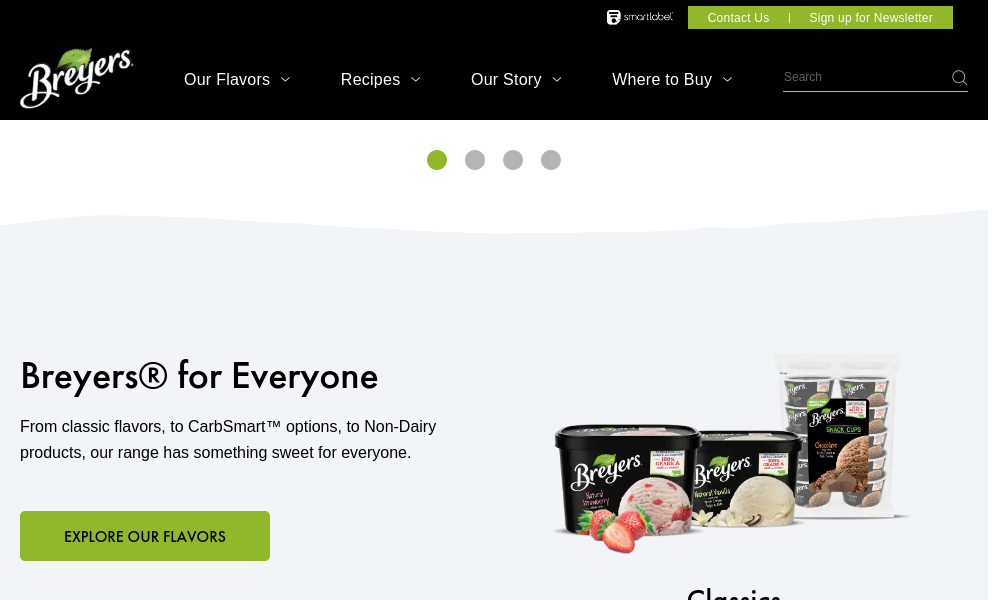 smartlabel
Contact Us | Sign up for Newsletter
Breyers
Our Flavors
Recipes
Our Story
Where to Buy
Search
Breyers® for Everyone
From classic flavors, to CarbSmart™ options, to Non-Dairy
products, our range has something sweet for everyone.
EXPLORE OUR FLAVORS
Breyers
100%
GRADE A
Natural
Strawberry
Breyers
100%
GRADE A
Natural Vanilla
Breyers
SNACK CUPS
Chocolate
Classics